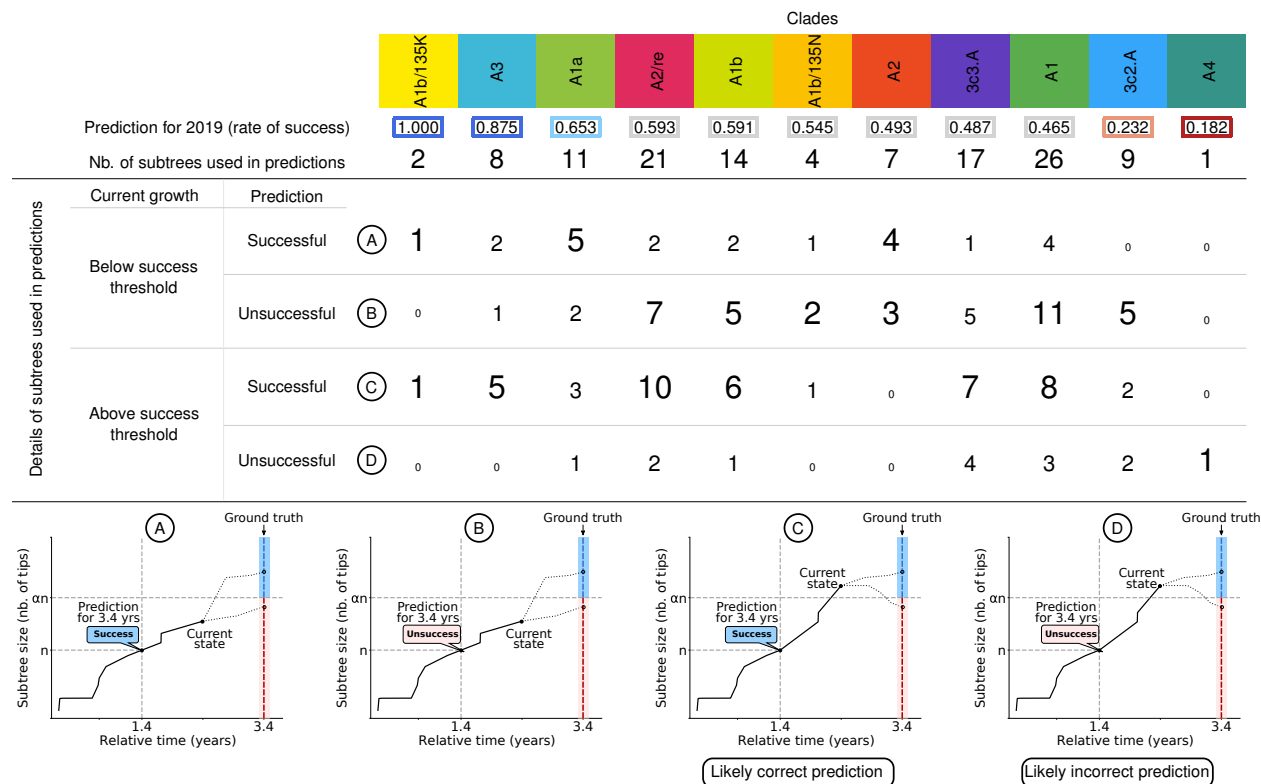 Clades
A1b/135K A3 A1a A2/re A1b A1b/135N A2 3c3.A A1 3c2.A A4
Prediction for 2019 (rate of success) 1.000 0.875 0.653 0.593 0.591 0.545 0.493 0.487 0.465 0.232 0.182
Nb. of subtrees used in predictions 2 8 11 21 14 4 7 17 26 9 1
Details of subtrees used in predictions
Current growth Prediction
Below success
threshold
Successful A 1 2 5 2 2 1 4 1 4 0 0
Unsuccessful B 0 1 2 7 5 2 3 5 11 5 0
Above success
threshold
Successful C 1 5 3 10 6 1 0 7 8 2 0
Unsuccessful D 0 0 1 2 1 0 0 4 3 2 1
A
Ground truth
Subtree size (nb. of tips)
αn
n
Prediction
for 3.4 yrs
Success
Current
state
1.4 3.4
Relative time (years)
B
Ground truth
Subtree size (nb. of tips)
αn
n
Prediction
for 3.4 yrs
Unsuccess
Current
state
1.4 3.4
Relative time (years)
C
Ground truth
Subtree size (nb. of tips)
αn
n
Current
state
Prediction
for 3.4 yrs
Success
1.4 3.4
Relative time (years)
Likely correct prediction
D
Ground truth
Subtree size (nb. of tips)
αn
n
Current
state
Prediction
for 3.4 yrs
Unsuccess
1.4 3.4
Relative time (years)
Likely incorrect prediction